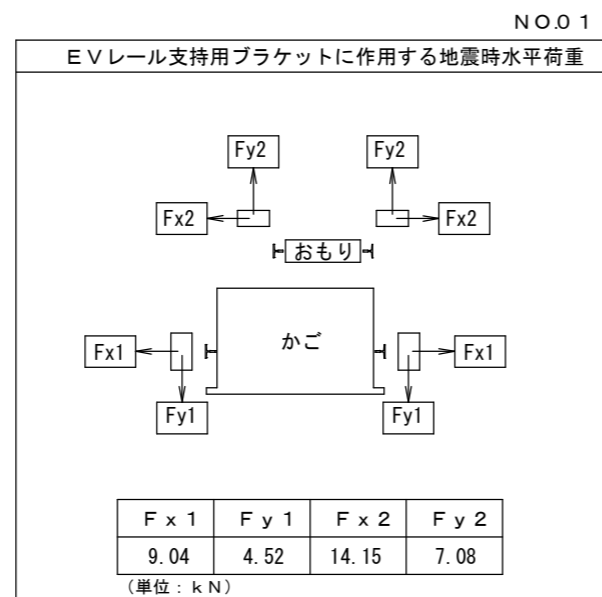 NO.01
EVレール支持用ブラケットに作用する地震時水平荷重
Fy2 Fy2
Fx2 Fx2
おもり
かご
Fx1 Fx1
Fy1 Fy1
Fx1 Fy1 Fx2 Fy2
9.04 4.52 14.15 7.08
(単位:kN)